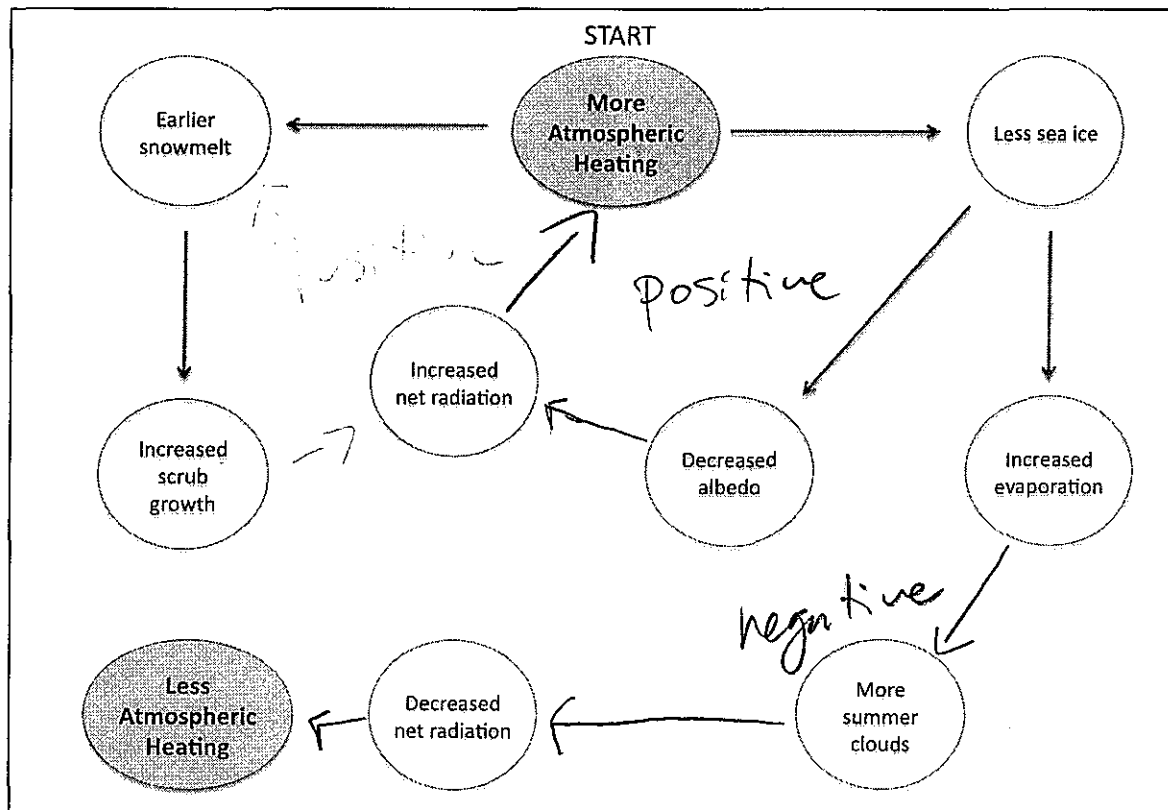 START
More
Atmospheric
Heating
Earlier
snowmelt
Less sea ice
positive
positive
Increased
net radiation
Increased
scrub
growth
Decreased
albedo
Increased
evaporation
negative
Less
Atmospheric
Heating
Decreased
net radiation
More
summer
clouds